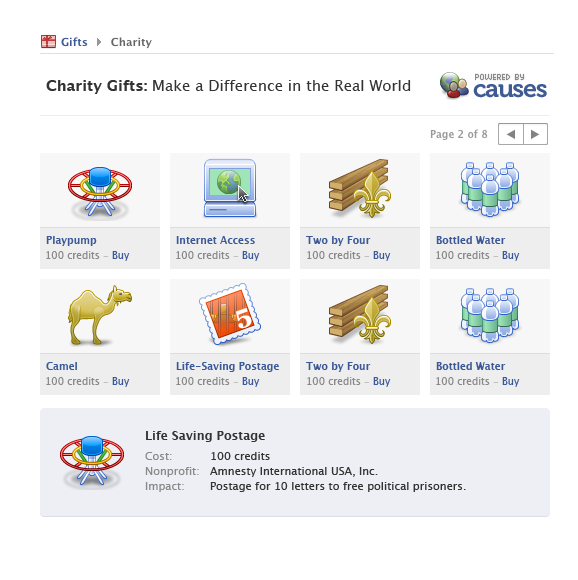 Gifts Charity
POWERED BY
Charity Gifts: Make a Difference in the Real World causes
Page 2 of 8
Playpump Internet Access Two by Four Bottled Water
100 credits – Buy 100 credits – Buy 100 credits – Buy 100 credits – Buy
5
Camel Life-Saving Postage Two by Four Bottled Water
100 credits – Buy 100 credits – Buy 100 credits – Buy 100 credits – Buy
Life Saving Postage
Cost: 100 credits
Nonprofit: Amnesty International USA, Inc.
Impact: Postage for 10 letters to free political prisoners.